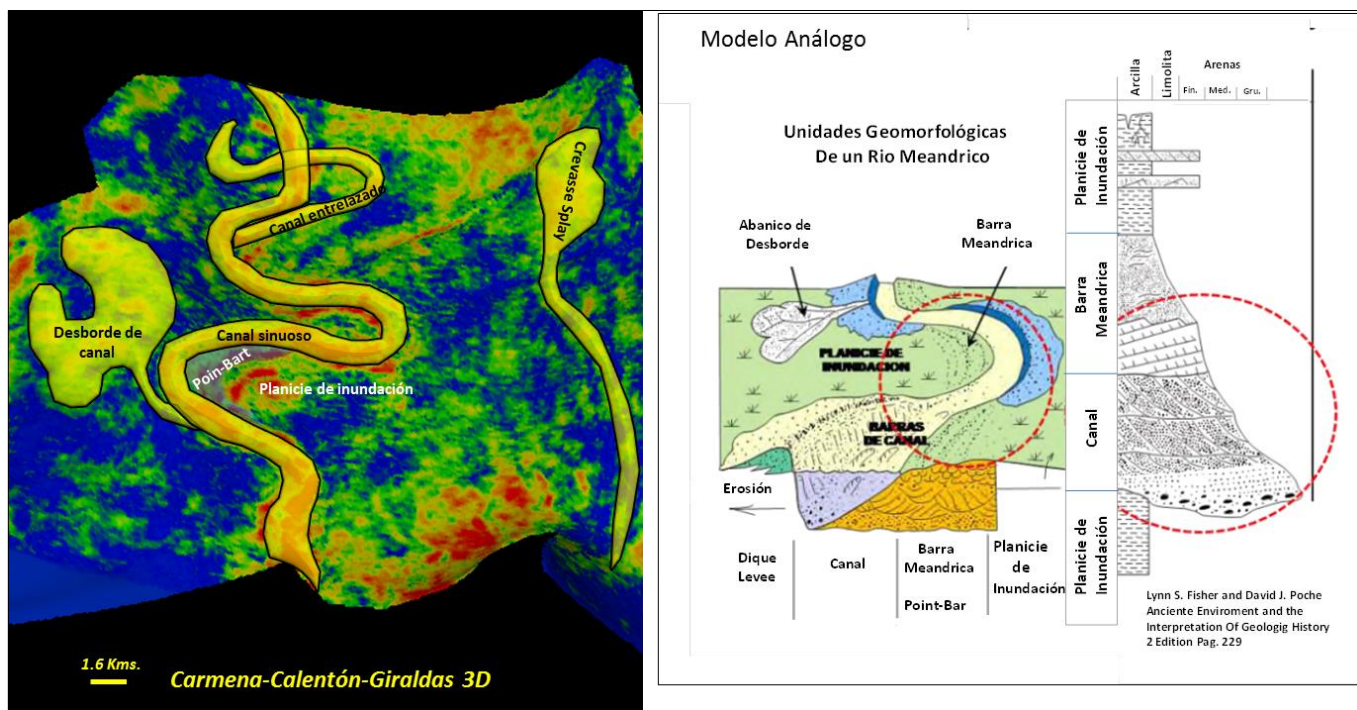 Canal entrelazado
Crevasse Splay
Desborde de
canal
Canal sinuoso
Poin-Bart
Planicie de inundación
1.6 Kms.
Carmena-Calentón-Giraldas 3D
Modelo Análogo
Unidades Geomorfológicas
De un Rio Meandrico
Abanico de
Desborde
Barra
Meandrica
PLANICIE DE
INUNDACION
BARRAS
DE CANAL
Erosión
Dique
Levee
Canal
Barra
Meandrica
Point-Bar
Planicie
de
Inundación
Arcilla
Limolita
Arenas
Fin.
Med.
Gru.
Planicie de
Inundación
Barra
Meandrica
Canal
Planicie de
Inundación
Lynn S. Fisher and David J. Poche
Anciente Enviroment and the
Interpretation Of Geologig History
2 Edition Pag. 229